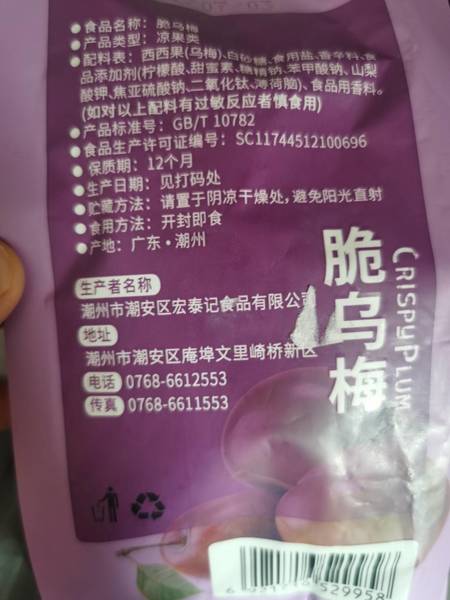 ●食品名称：脆乌梅
●产品类型：凉果类
●配料表：西西果(乌梅)、白砂糖、食用盐、香辛料、食
品添加剂(柠檬酸、甜蜜素、糖精钠、苯甲酸钠、山梨
酸钾、焦亚硫酸钠、二氧化钛、薄荷脑)、食品用香料。
(如对以上配料有过敏反应者慎食用)
●产品标准号：GB/T 10782
●食品生产许可证编号：SC11744512100696
●保质期：12个月
●生产日期：见打码处
●贮藏方法：请置于阴凉干燥处，避免阳光直射
●食用方法：开封即食
●产地：广东·潮州
生产者名称
潮州市潮安区宏泰记食品有限公司
地址
潮州市潮安区庵埠文里崎桥新区
电话 0768-6612553
传真 0768-6611553
脆乌梅
CRISPY PLUM